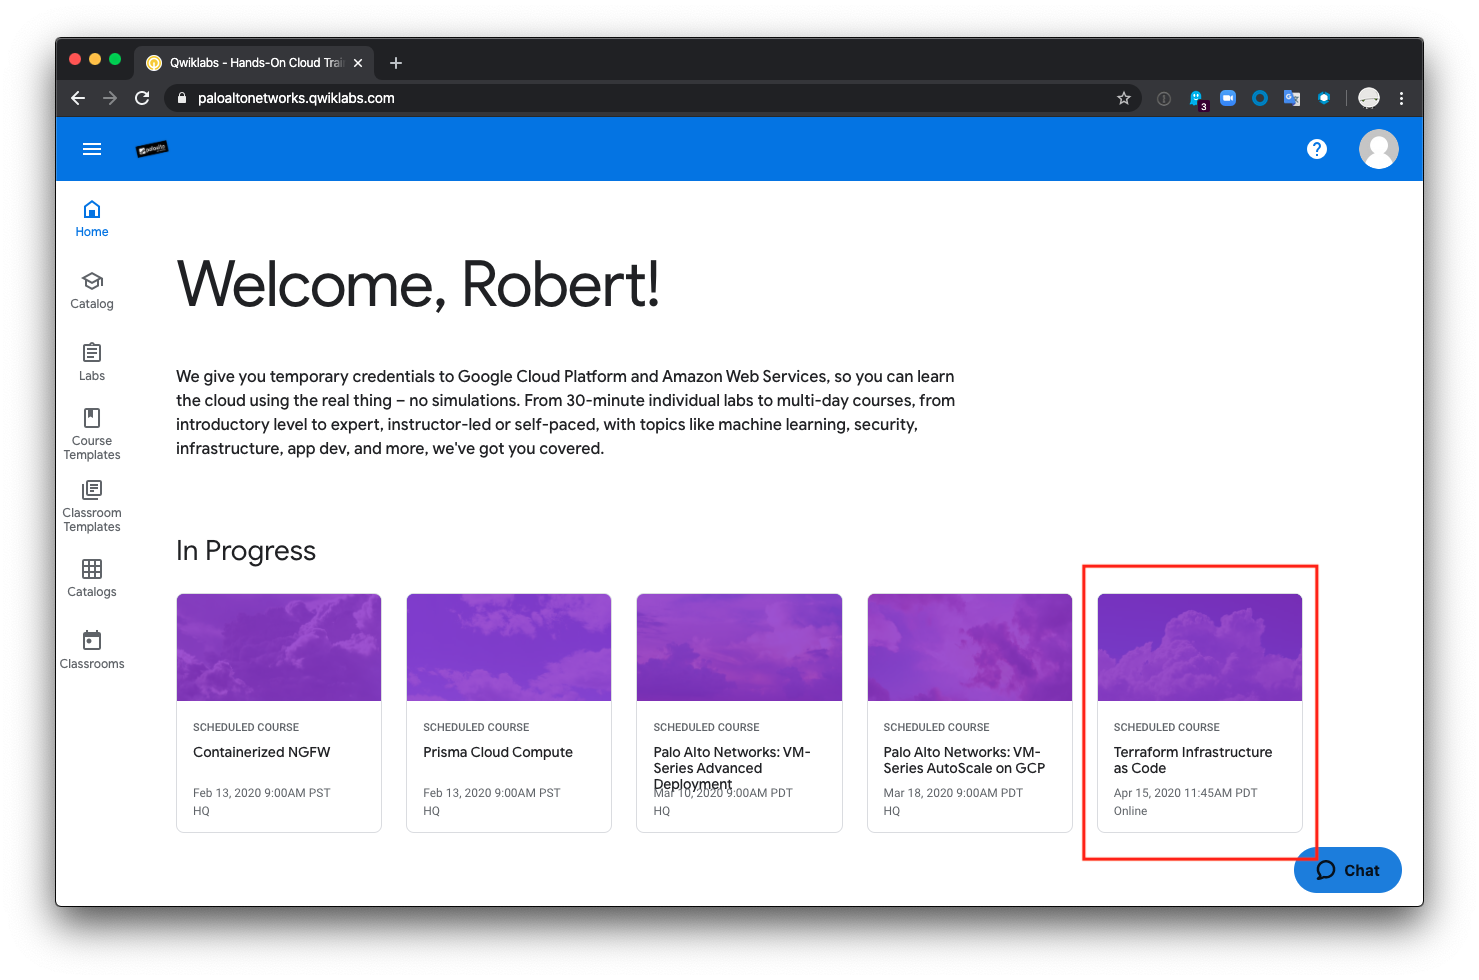 Qwiklabs - Hands-On Cloud Trai
paloaltonetworks.qwiklabs.com
3
paloalto
Home
Catalog
Labs
Course
Templates
Classroom
Templates
Catalogs
Classrooms
Welcome, Robert!
We give you temporary credentials to Google Cloud Platform and Amazon Web Services, so you can learn
the cloud using the real thing – no simulations. From 30-minute individual labs to multi-day courses, from
introductory level to expert, instructor-led or self-paced, with topics like machine learning, security,
infrastructure, app dev, and more, we've got you covered.
In Progress
SCHEDULED COURSE
Containerized NGFW
Feb 13, 2020 9:00AM PST
HQ
SCHEDULED COURSE
Prisma Cloud Compute
Feb 13, 2020 9:00AM PST
HQ
SCHEDULED COURSE
Palo Alto Networks: VM-
Series Advanced
Deployment
Mar 10, 2020 9:00AM PDT
HQ
SCHEDULED COURSE
Palo Alto Networks: VM-
Series AutoScale on GCP
Mar 18, 2020 9:00AM PDT
HQ
SCHEDULED COURSE
Terraform Infrastructure
as Code
Apr 15, 2020 11:45AM PDT
Online
Chat